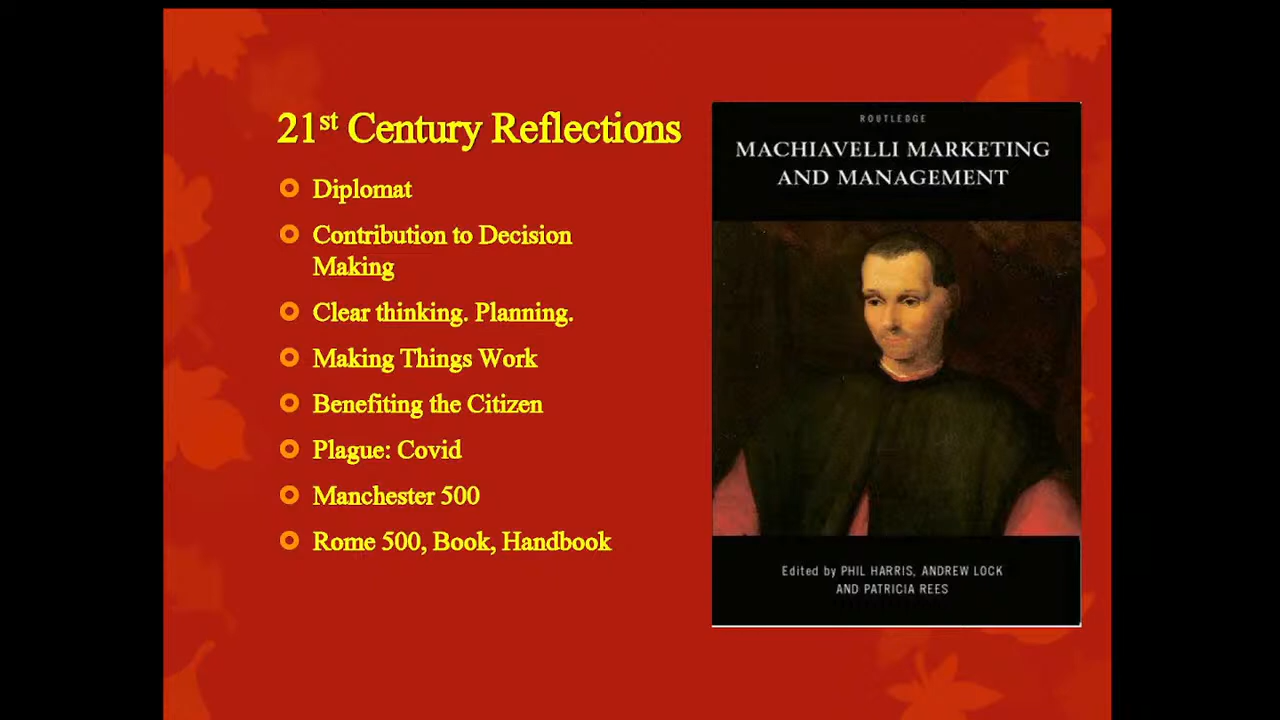 21st Century Reflections
Diplomat
Contribution to Decision
Making
Clear thinking. Planning.
Making Things Work
Benefiting the Citizen
Plague: Covid
Manchester 500
Rome 500, Book, Handbook
ROUTLEDGE
MACHIAVELLI MARKETING
AND MANAGEMENT
Edited by PHIL HARRIS, ANDREW LOCK
AND PATRICIA REES